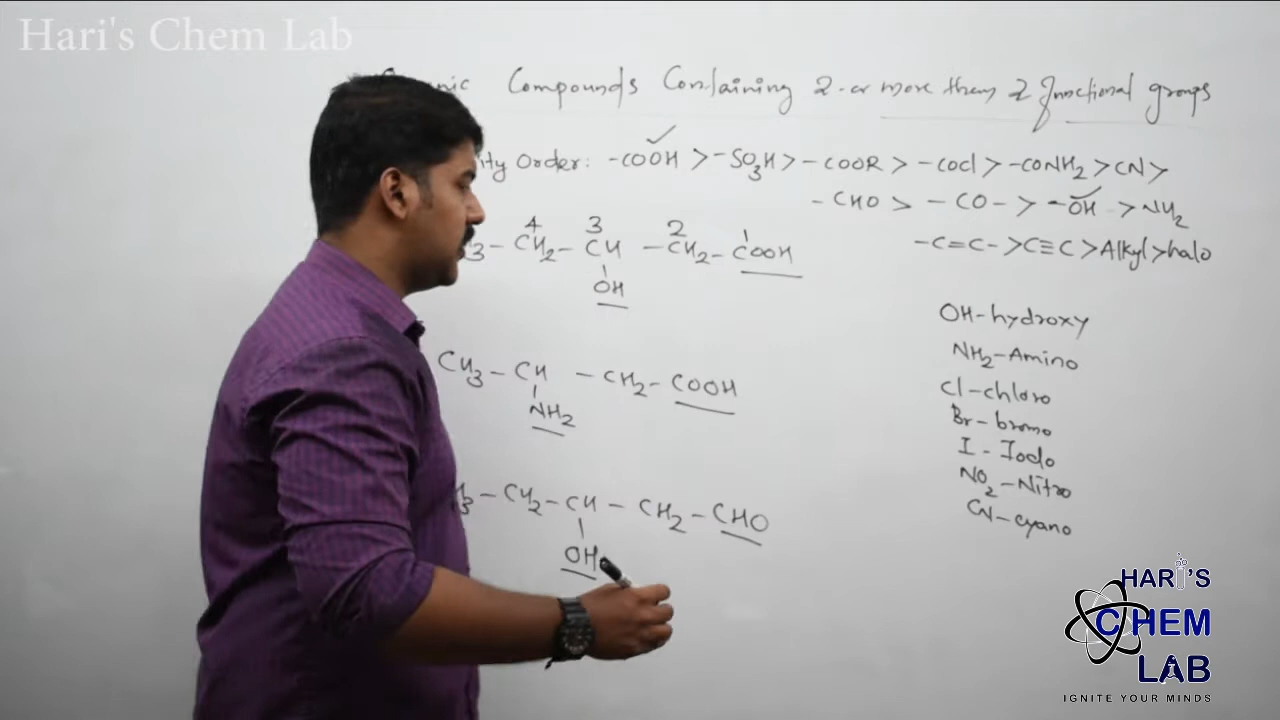 Hari's Chem Lab
Compounds Containing 2 or more than 2 functional groups
Order: -COOH > -SO3H > -COOR > -COCl > -CONH2 > CN >
-CHO > -CO- > -OH > NH2
-C=C- > C≡C > Alkyl > halo
4 3 2 1
3 - CH2 - CH - CH2 - COOH
OH
CH3 - CH - CH2 - COOH
NH2
3 - CH2 - CH - CH2 - CHO
OH
OH - hydroxy
NH2 - Amino
Cl - chloro
Br - bromo
I - Iodo
NO2 - Nitro
CN - cyano
HARI'S
CHEM
LAB
IGNITE YOUR MINDS